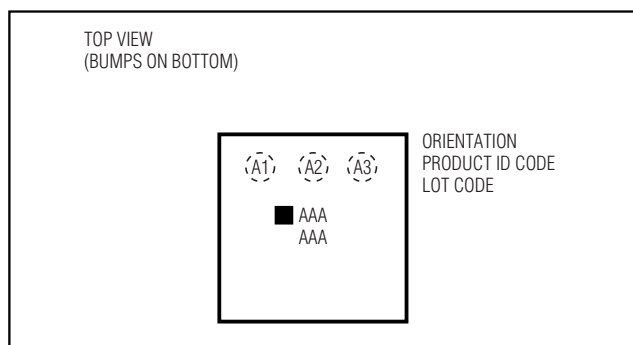 TOP VIEW
(BUMPS ON BOTTOM)
A1 A2 A3
ORIENTATION
PRODUCT ID CODE
LOT CODE
AAA
AAA